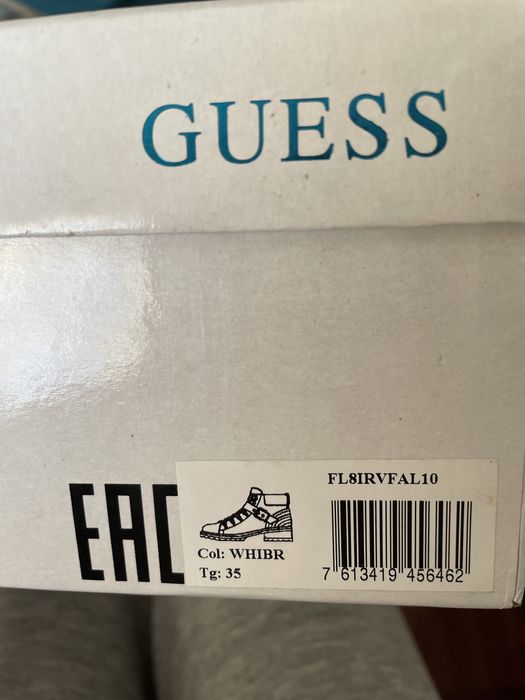 GUESS
EAC
FL8IRVFAL10
Col: WHIBR
Tg: 35
7 613419 456462